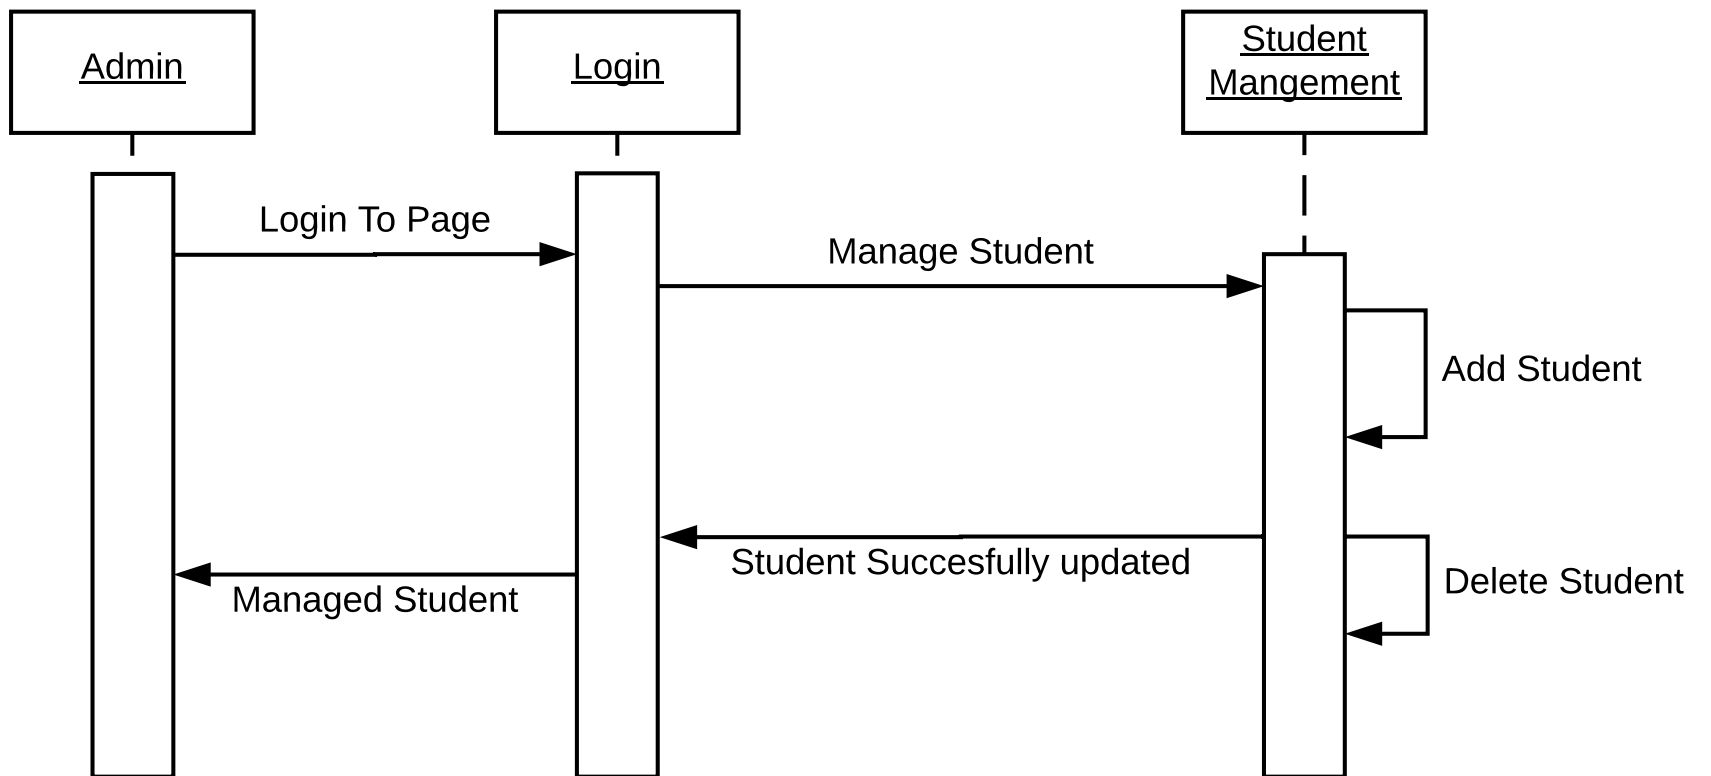 Admin
Login
Student
Mangement
Login To Page
Manage Student
Add Student
Student Succesfully updated
Delete Student
Managed Student